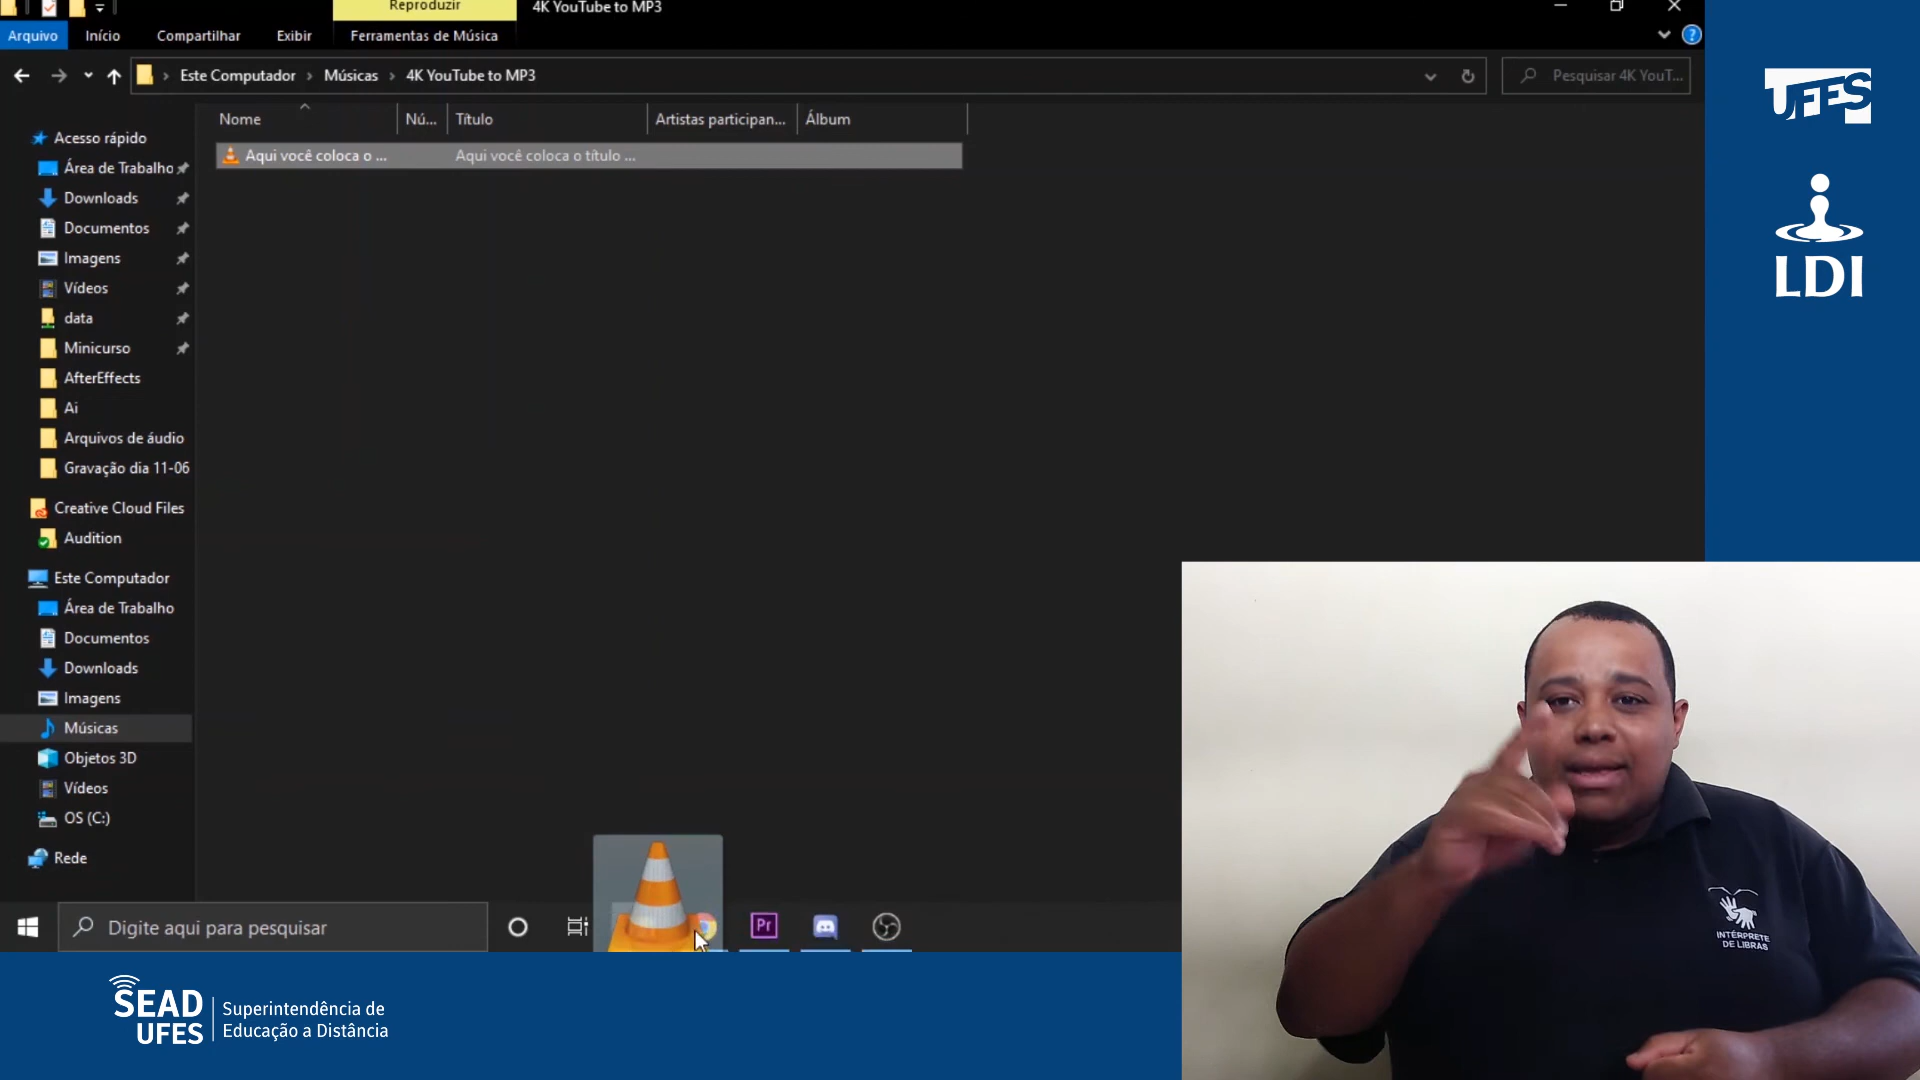 Reproduzir
4K YouTube to MP3
Arquivo
Início
Compartilhar
Exibir
Ferramentas de Música
Este Computador
Músicas
4K YouTube to MP3
Pesquisar 4K YouT...
Nome
Nú...
Título
Artistas participan...
Álbum
Aqui você coloca o ...
Aqui você coloca o título ...
Acesso rápido
Área de Trabalho
Downloads
Documentos
Imagens
Vídeos
data
Minicurso
AfterEffects
Ai
Arquivos de áudio
Gravação dia 11-06
Creative Cloud Files
Audition
Este Computador
Área de Trabalho
Documentos
Downloads
Imagens
Músicas
Objetos 3D
Vídeos
OS (C:)
Rede
Digite aqui para pesquisar
Pr
UFES
LDI
INTÉRPRETE
DE LIBRAS
SEAD
UFES
Superintendência de
Educação a Distância